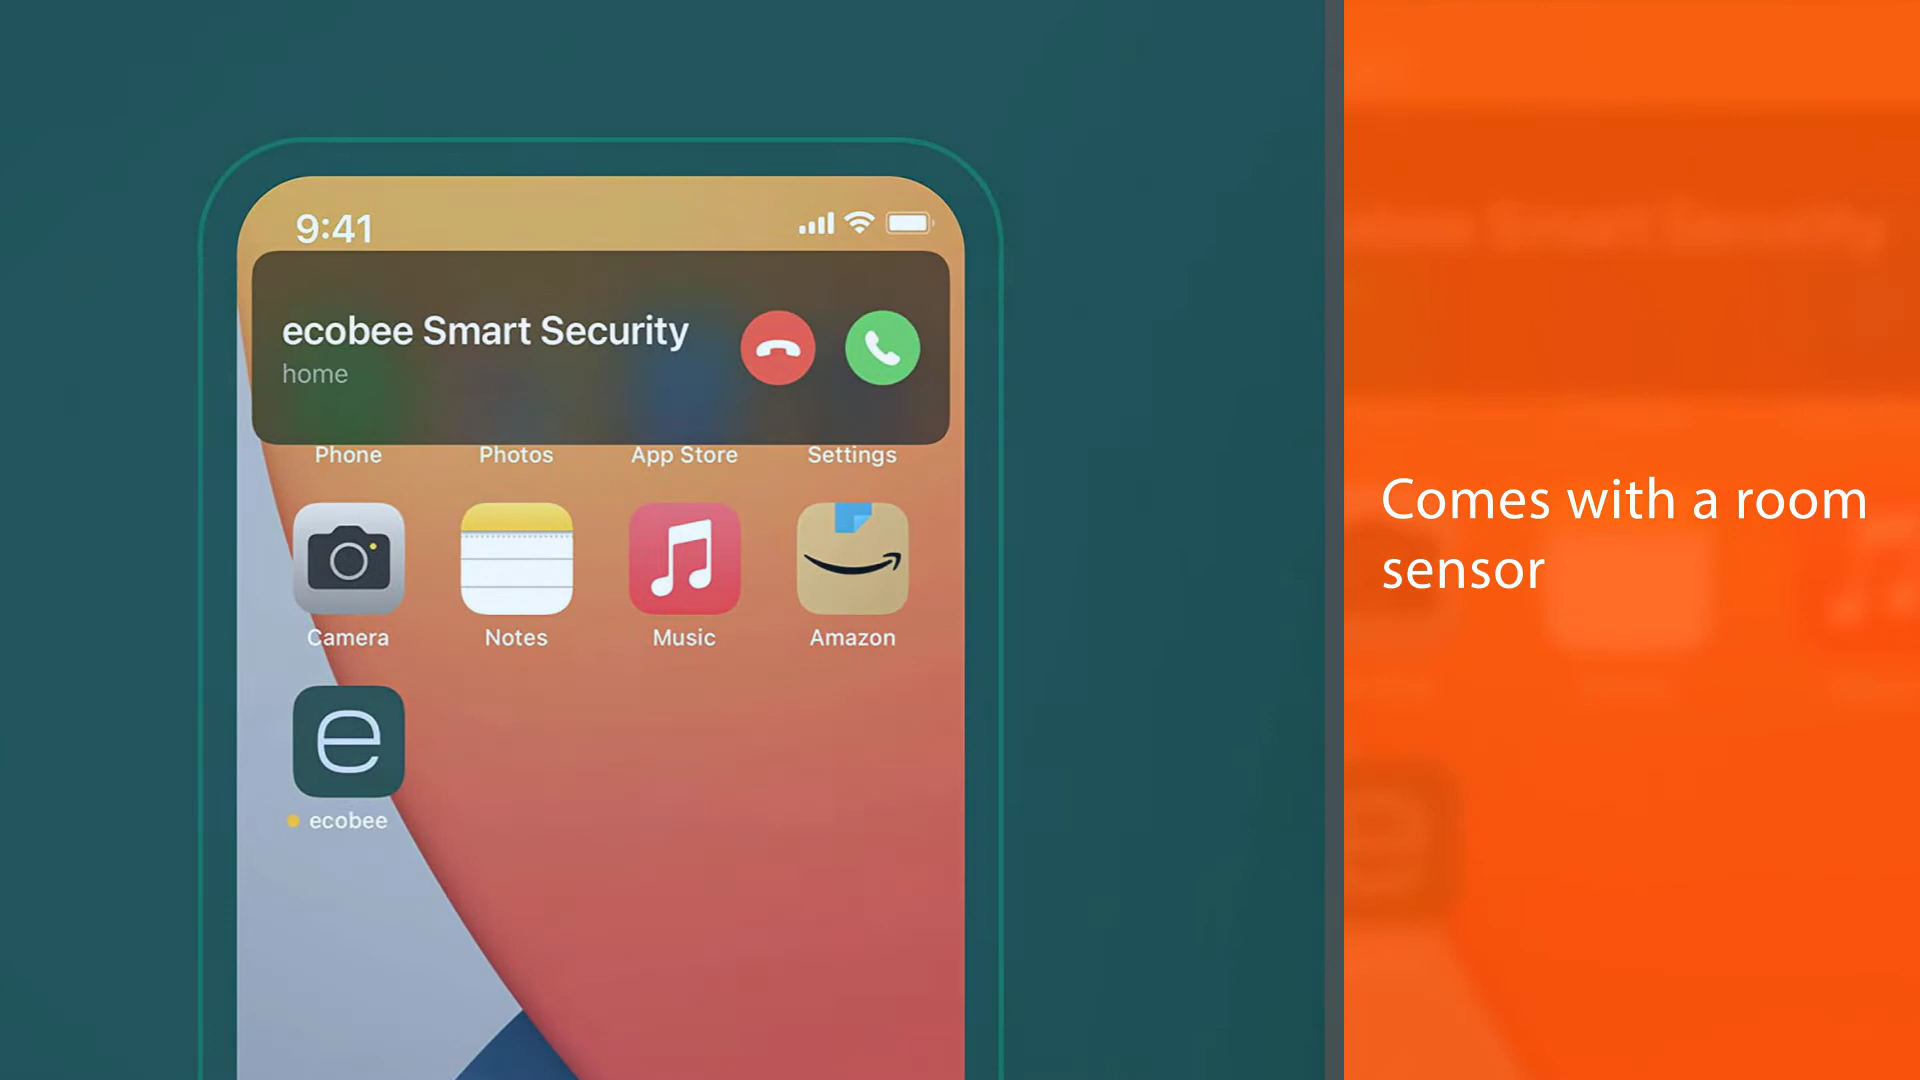 9:41
ecobee Smart Security
home
Phone Photos App Store Settings
Camera Notes Music Amazon
e
ecobee
Comes with a room
sensor